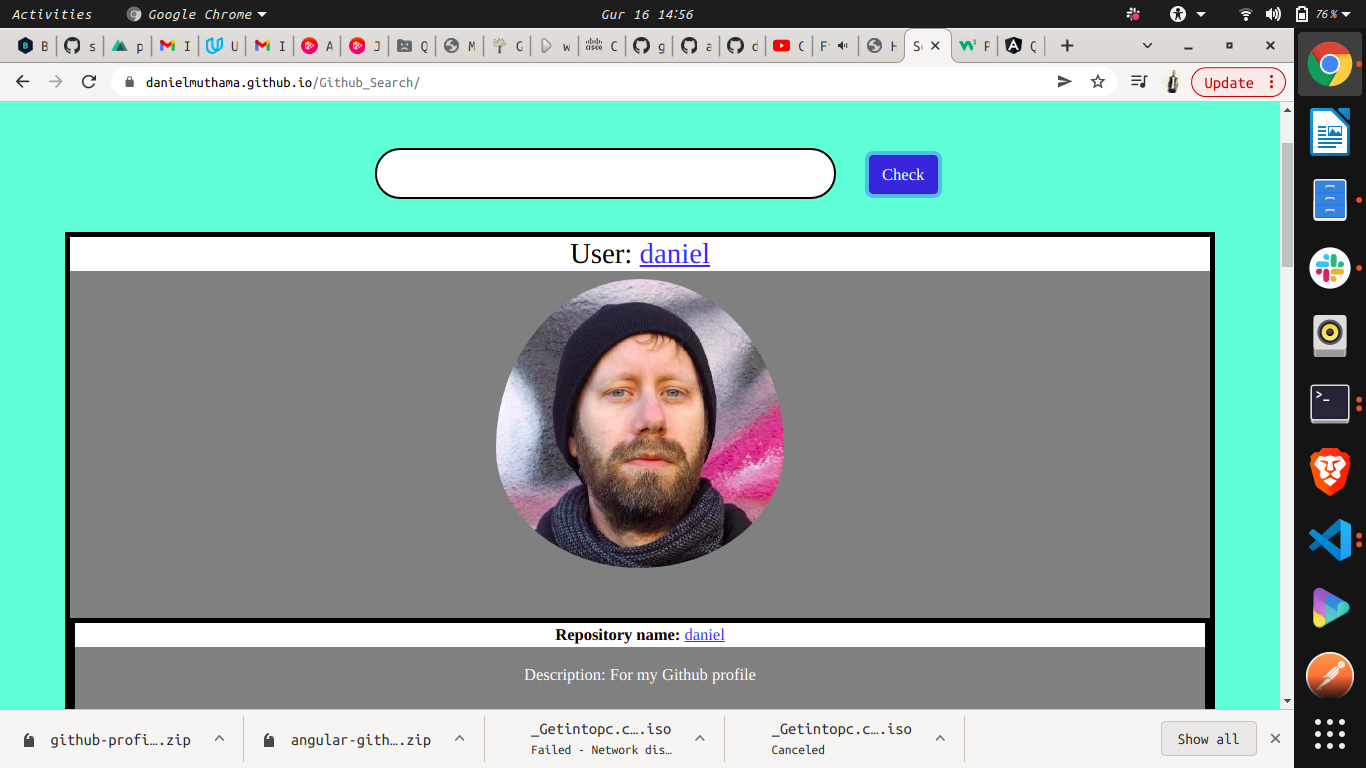 Activities
Google Chrome
Gur 16 14:56
76 %
B
s
p
I
U
I
A
J
Q
M
G
w
cisco C
g
a
d
C
F
H
S
P
Q
danielmuthama.github.io/Github_Search/
Update
Check
User: daniel
Repository name: daniel
Description: For my Github profile
github-profi….zip
angular-gith….zip
_Getintopc.c….iso
Failed - Network dis…
_Getintopc.c….iso
Canceled
Show all